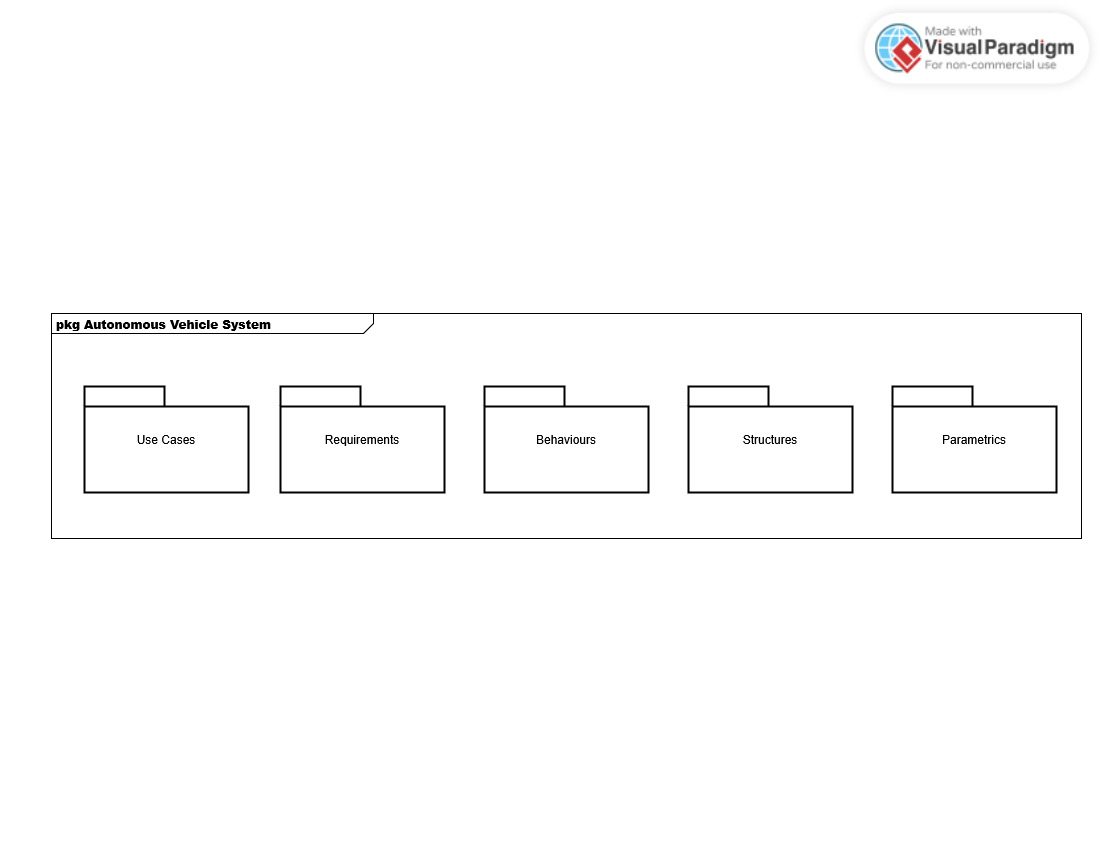 Made with
Visual Paradigm
For non-commercial use
pkg Autonomous Vehicle System
Use Cases
Requirements
Behaviours
Structures
Parametrics